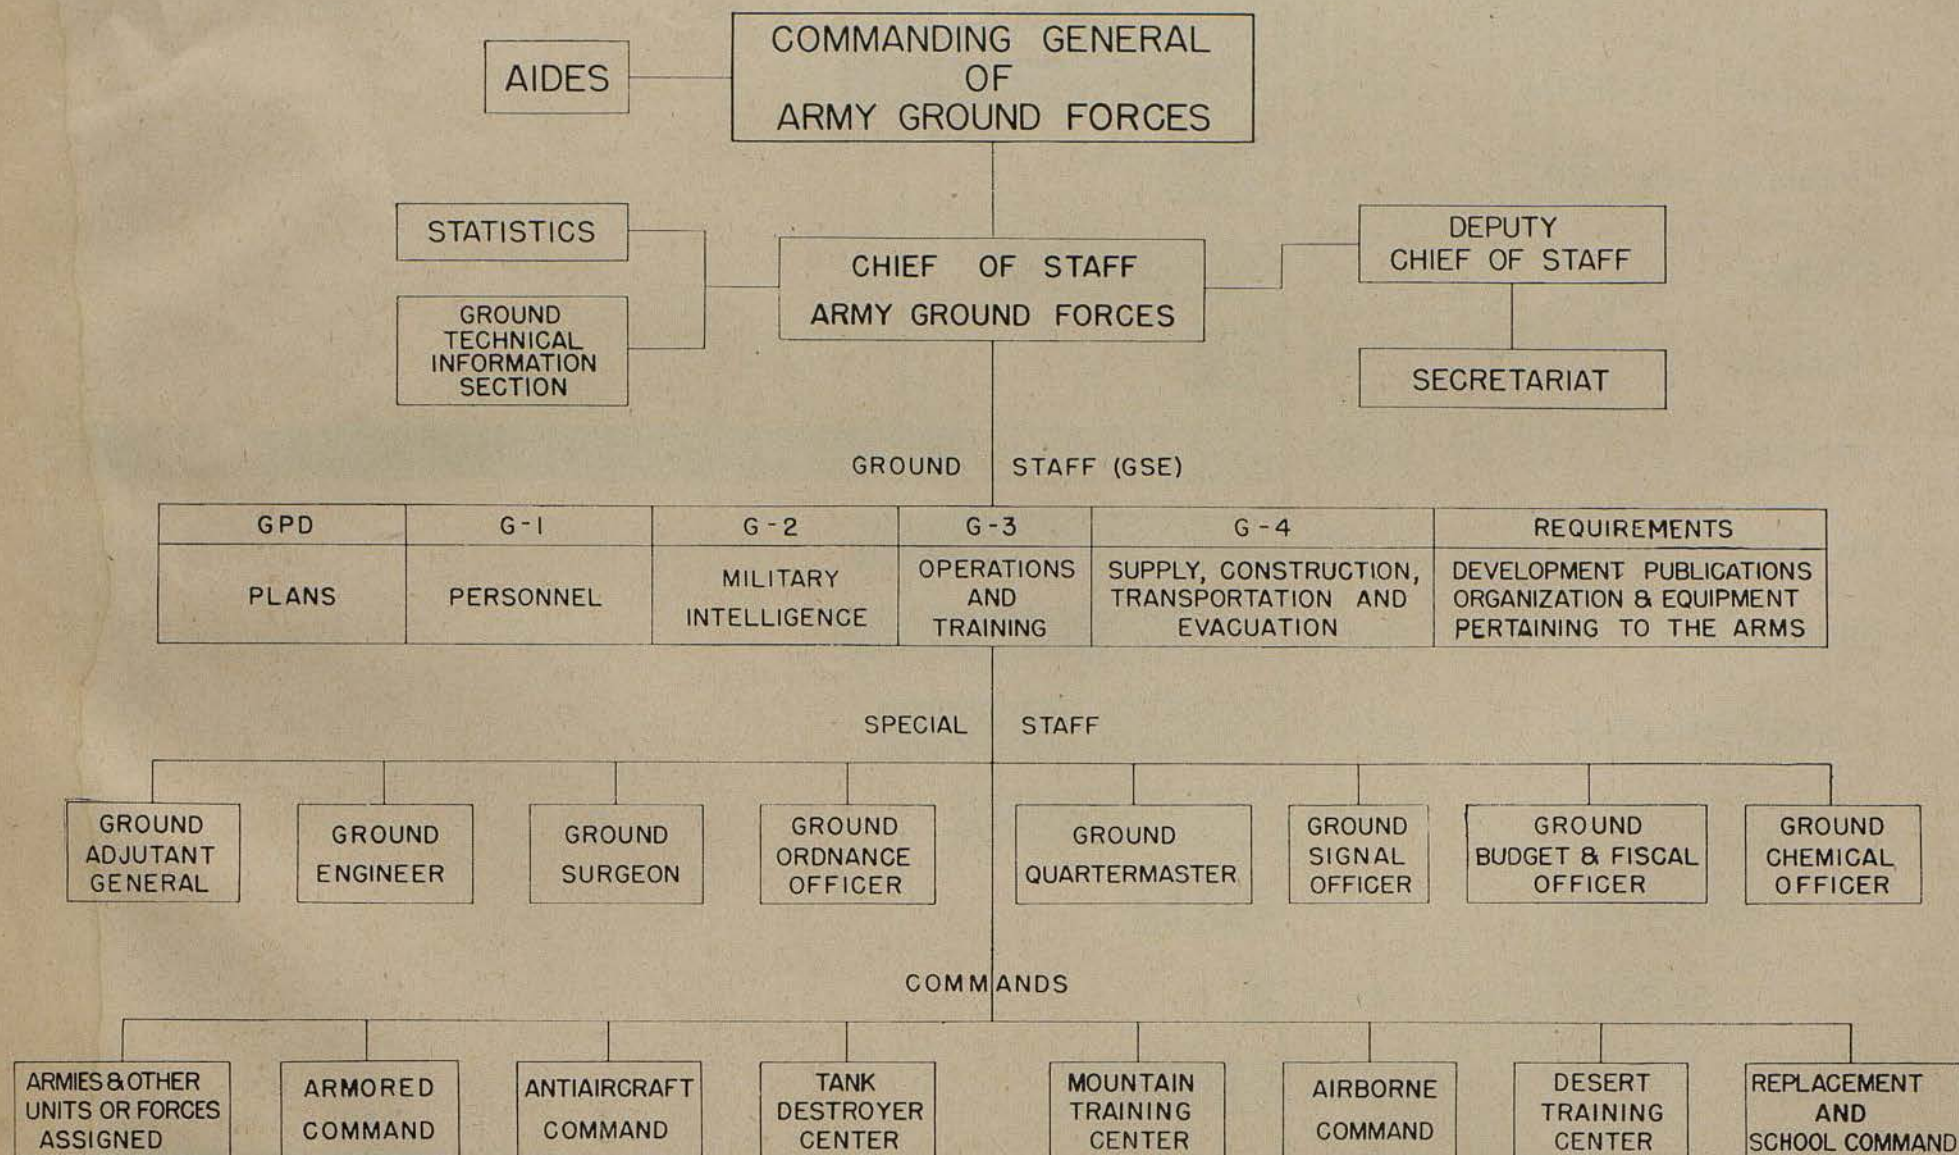 COMMANDING GENERAL
OF
ARMY GROUND FORCES
AIDES
STATISTICS
GROUND
TECHNICAL
INFORMATION
SECTION
CHIEF OF STAFF
ARMY GROUND FORCES
DEPUTY
CHIEF OF STAFF
SECRETARIAT
GROUND STAFF (GSE)
GPD
G-1
G-2
G-3
G-4
REQUIREMENTS
PLANS
PERSONNEL
MILITARY
INTELLIGENCE
OPERATIONS
AND
TRAINING
SUPPLY, CONSTRUCTION,
TRANSPORTATION AND
EVACUATION
DEVELOPMENT PUBLICATIONS
ORGANIZATION & EQUIPMENT
PERTAINING TO THE ARMS
SPECIAL STAFF
GROUND
ADJUTANT
GENERAL
GROUND
ENGINEER
GROUND
SURGEON
GROUND
ORDNANCE
OFFICER
GROUND
QUARTERMASTER
GROUND
SIGNAL
OFFICER
GROUND
BUDGET & FISCAL
OFFICER
GROUND
CHEMICAL
OFFICER
COMMANDS
ARMIES & OTHER
UNITS OR FORCES
ASSIGNED
ARMORED
COMMAND
ANTIAIRCRAFT
COMMAND
TANK
DESTROYER
CENTER
MOUNTAIN
TRAINING
CENTER
AIRBORNE
COMMAND
DESERT
TRAINING
CENTER
REPLACEMENT
AND
SCHOOL COMMAND